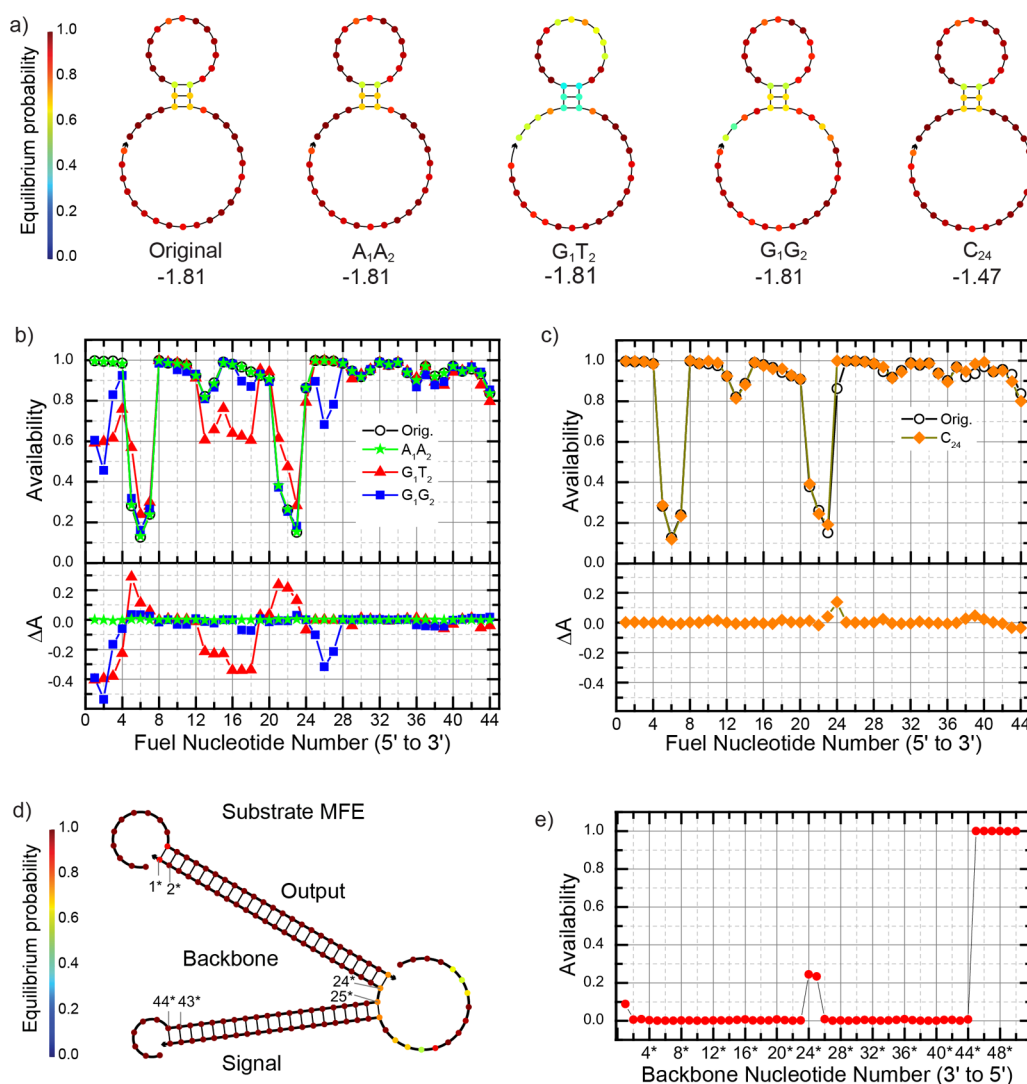 a)
Equilibrium probability
1.0
0.8
0.6
0.4
0.2
0.0
Original
-1.81
A₁A₂
-1.81
G₁T₂
-1.81
G₁G₂
-1.81
C₂₄
-1.47
b)
Availability
1.0
0.8
0.6
0.4
0.2
0.0
Orig.
A₁A₂
G₁T₂
G₁G₂
ΔA
0.2
0.0
-0.2
-0.4
0 4 8 12 16 20 24 28 32 36 40 44
Fuel Nucleotide Number (5' to 3')
c)
Availability
1.0
0.8
0.6
0.4
0.2
0.0
Orig.
C₂₄
ΔA
0.2
0.0
-0.2
-0.4
0 4 8 12 16 20 24 28 32 36 40 44
Fuel Nucleotide Number (5' to 3')
d)
Equilibrium probability
1.0
0.8
0.6
0.4
0.2
0.0
Substrate MFE
1* 2*
Output
Backbone
24*
25*
44* 43*
Signal
e)
Availability
1.0
0.8
0.6
0.4
0.2
0.0
4* 8* 12* 16* 20* 24* 28* 32* 36* 40* 44* 48*
Backbone Nucleotide Number (3' to 5')